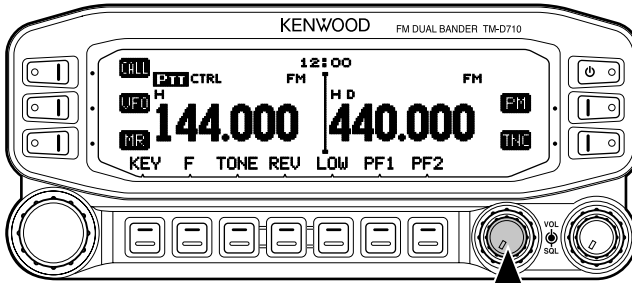 KENWOOD FM DUAL BANDER TM-D710
12:00
CALL PTT CTRL FM FM
VFO H 144.000 H D 440.000 PM
MR TNC
KEY F TONE REV LOW PF1 PF2
VOL
SQL